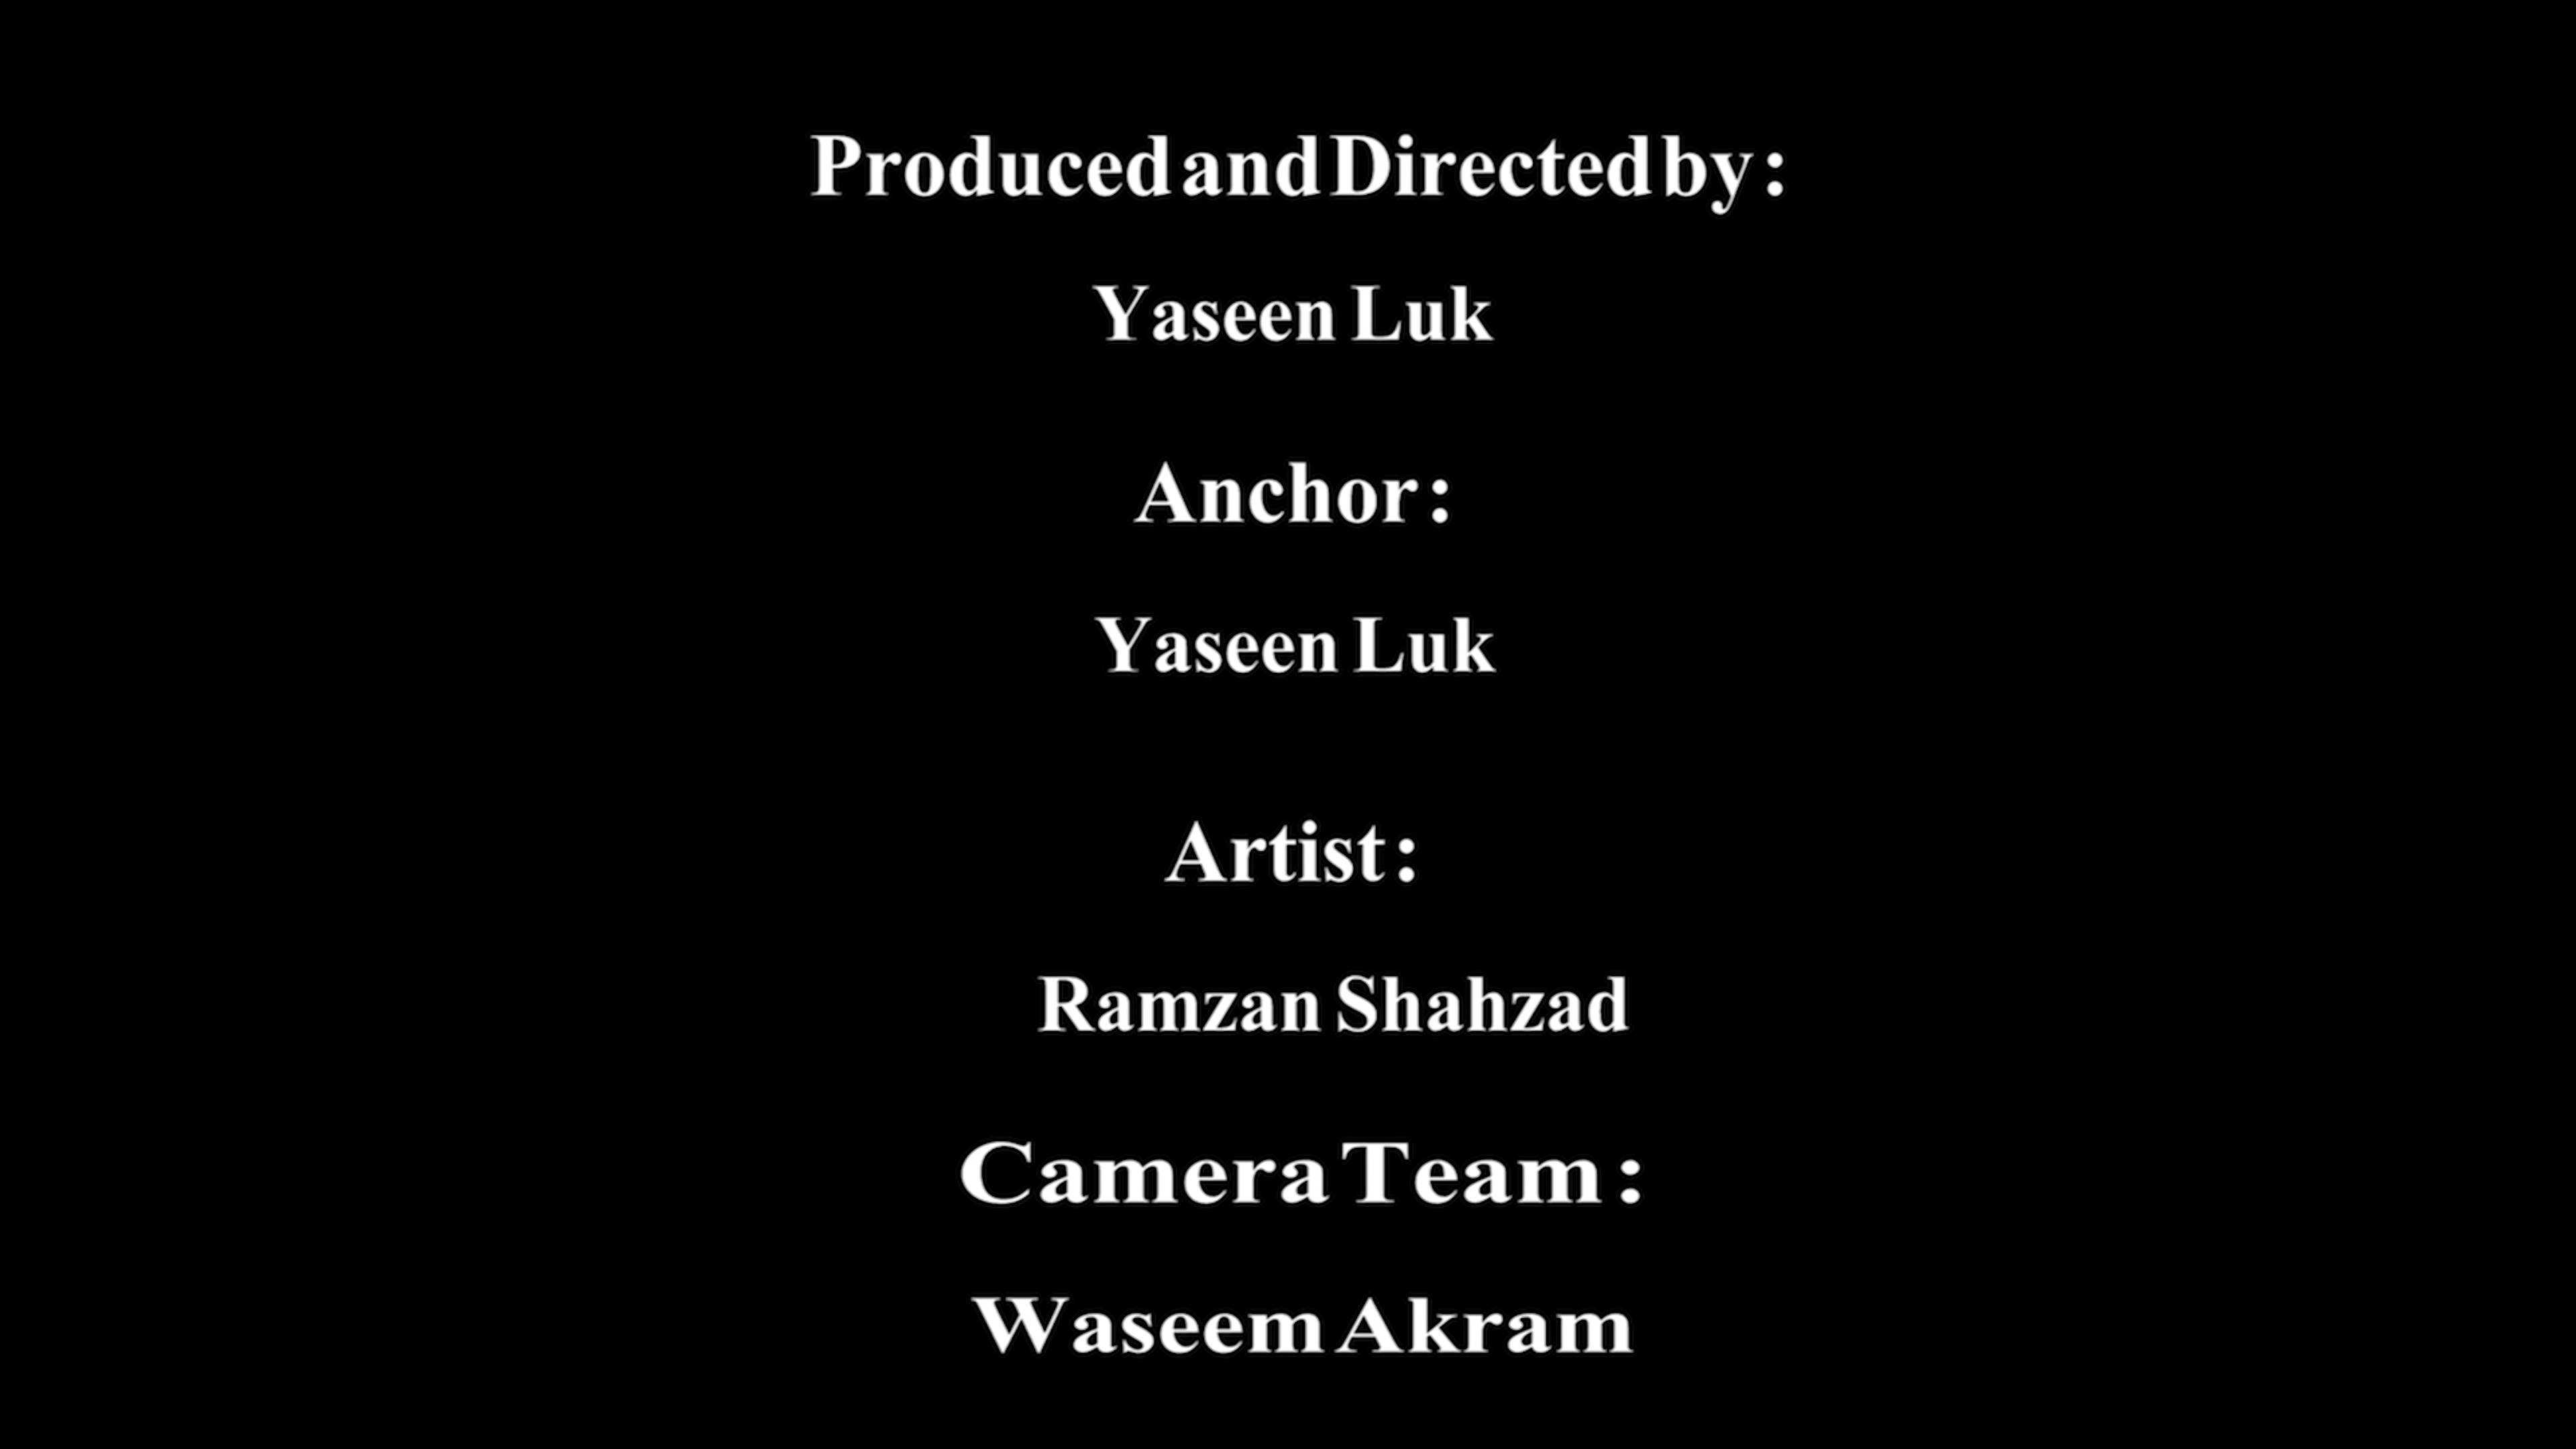 Produced and Directed by :
Yaseen Luk
Anchor :
Yaseen Luk
Artist :
Ramzan Shahzad
Camera Team :
Waseem Akram